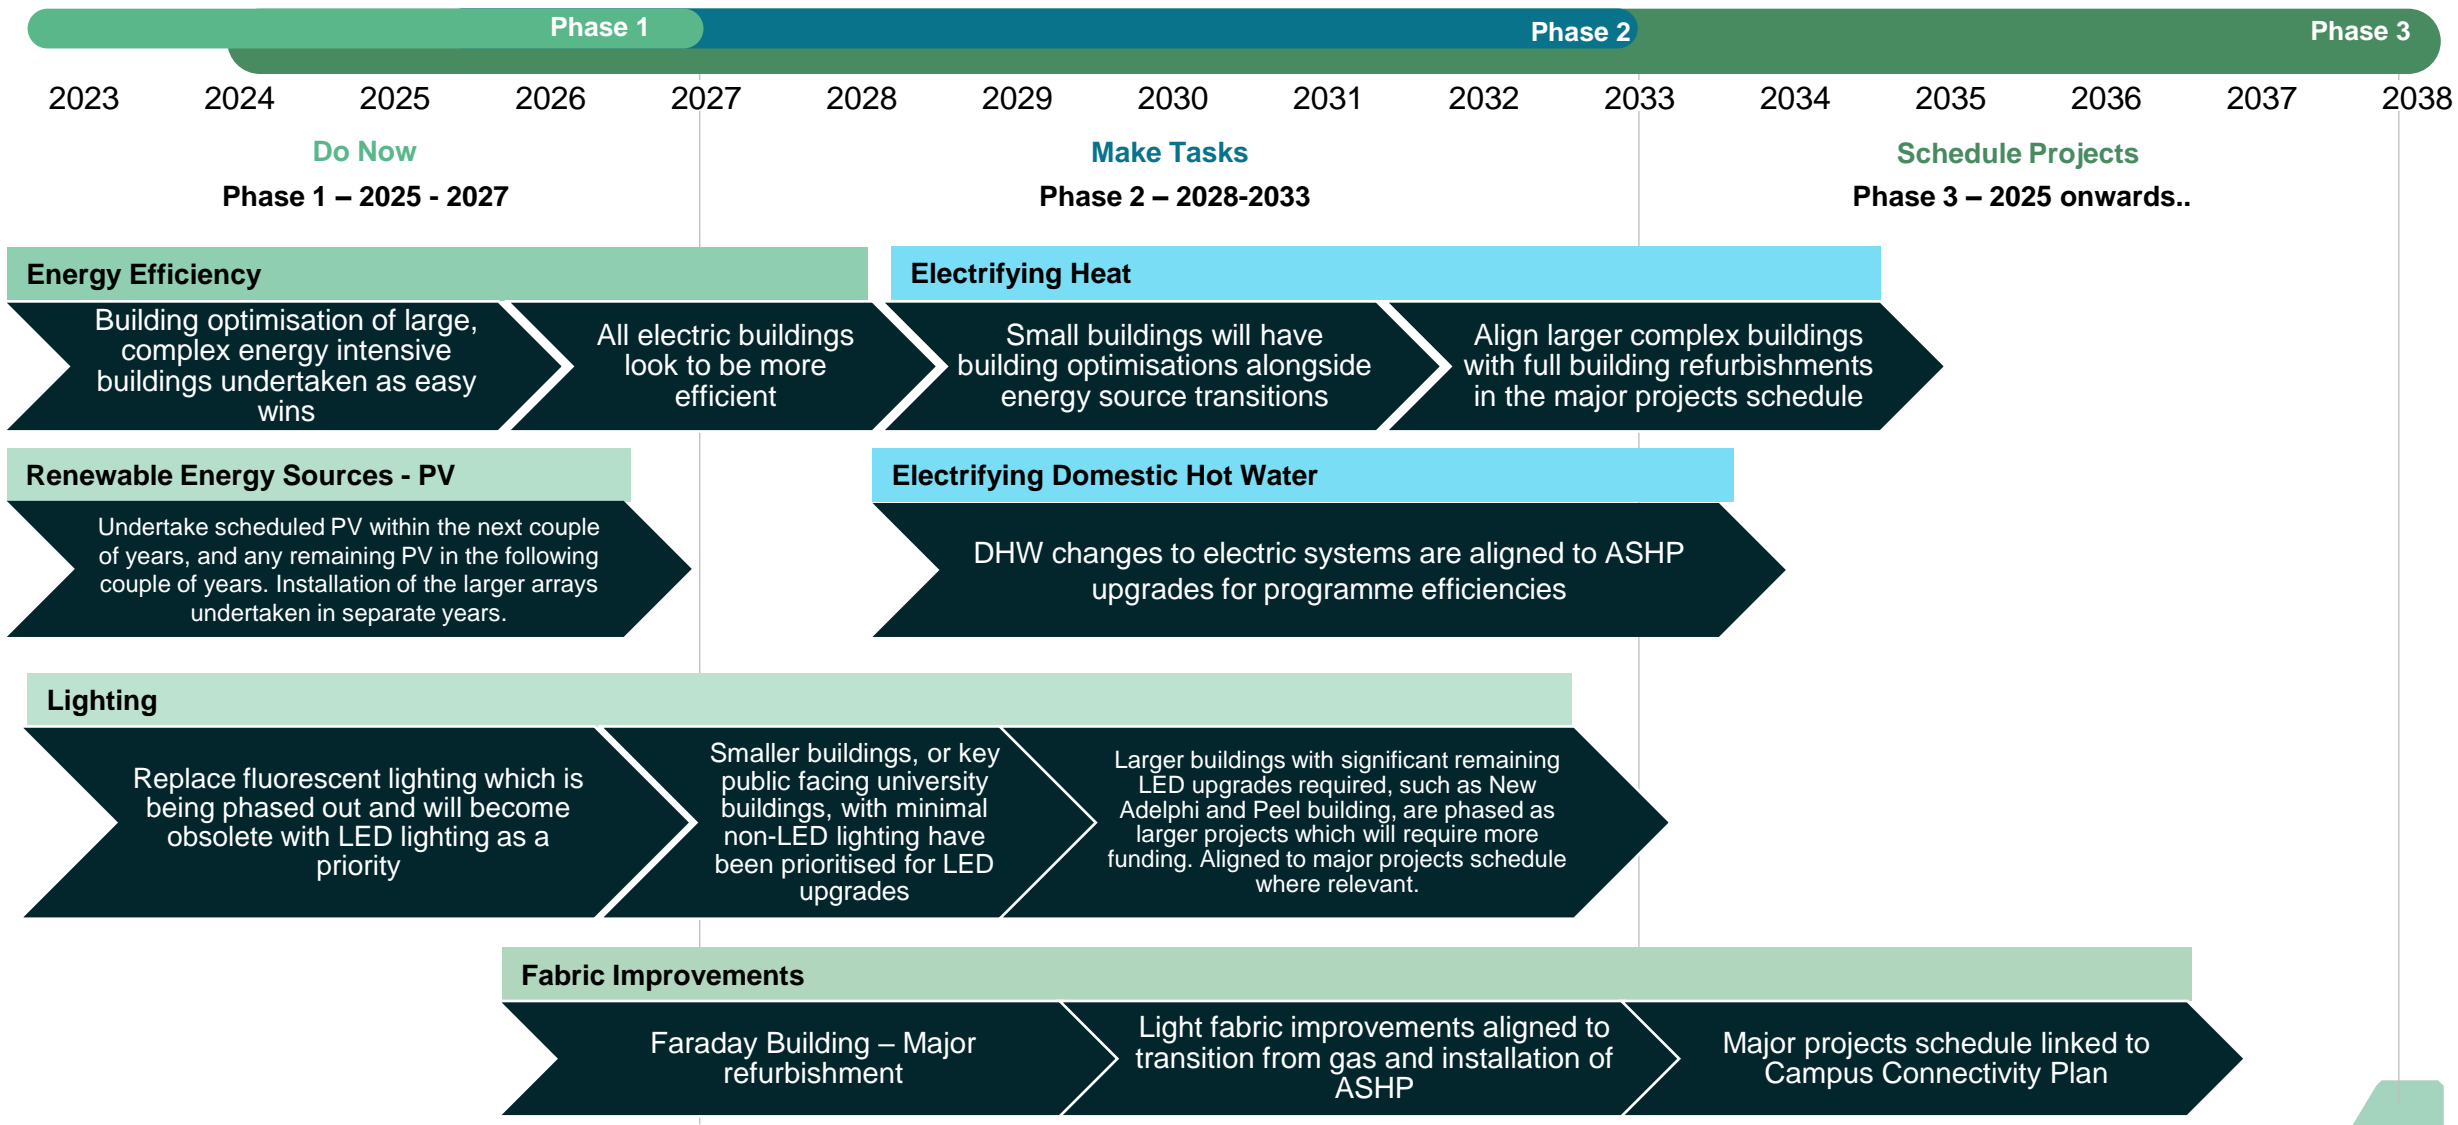 Phase 1
Phase 2
Phase 3
2023 2024 2025 2026 2027 2028 2029 2030 2031 2032 2033 2034 2035 2036 2037 2038
Do Now
Phase 1 – 2025 - 2027
Make Tasks
Phase 2 – 2028-2033
Schedule Projects
Phase 3 – 2025 onwards..
Energy Efficiency
Building optimisation of large,
complex energy intensive
buildings undertaken as easy
wins
All electric buildings
look to be more
efficient
Electrifying Heat
Small buildings will have
building optimisations alongside
energy source transitions
Align larger complex buildings
with full building refurbishments
in the major projects schedule
Renewable Energy Sources - PV
Undertake scheduled PV within the next couple
of years, and any remaining PV in the following
couple of years. Installation of the larger arrays
undertaken in separate years.
Electrifying Domestic Hot Water
DHW changes to electric systems are aligned to ASHP
upgrades for programme efficiencies
Lighting
Replace fluorescent lighting which is
being phased out and will become
obsolete with LED lighting as a
priority
Smaller buildings, or key
public facing university
buildings, with minimal
non-LED lighting have
been prioritised for LED
upgrades
Larger buildings with significant remaining
LED upgrades required, such as New
Adelphi and Peel building, are phased as
larger projects which will require more
funding. Aligned to major projects schedule
where relevant.
Fabric Improvements
Faraday Building – Major
refurbishment
Light fabric improvements aligned to
transition from gas and installation of
ASHP
Major projects schedule linked to
Campus Connectivity Plan